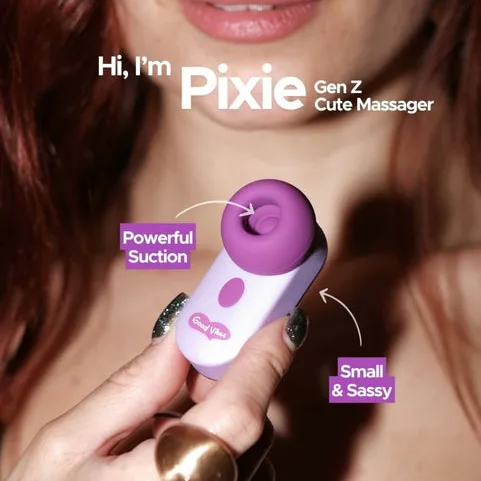 Hi, I'm
Pixie
Gen Z
Cute Massager
Powerful
Suction
Good Vibes
Small
& Sassy